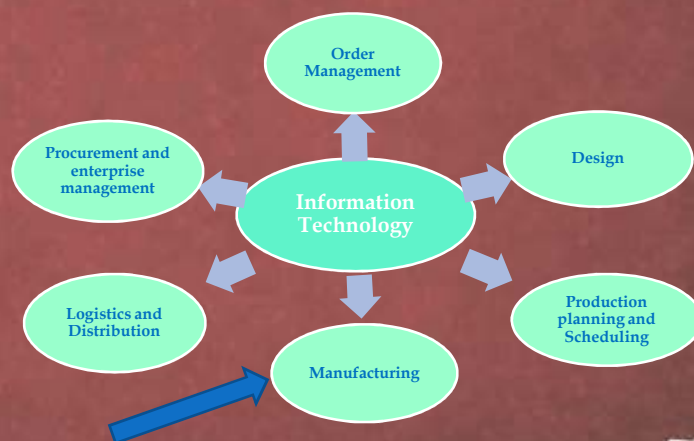 Order
Management
Procurement and
enterprise
management
Design
Information
Technology
Logistics and
Distribution
Production
planning and
Scheduling
Manufacturing